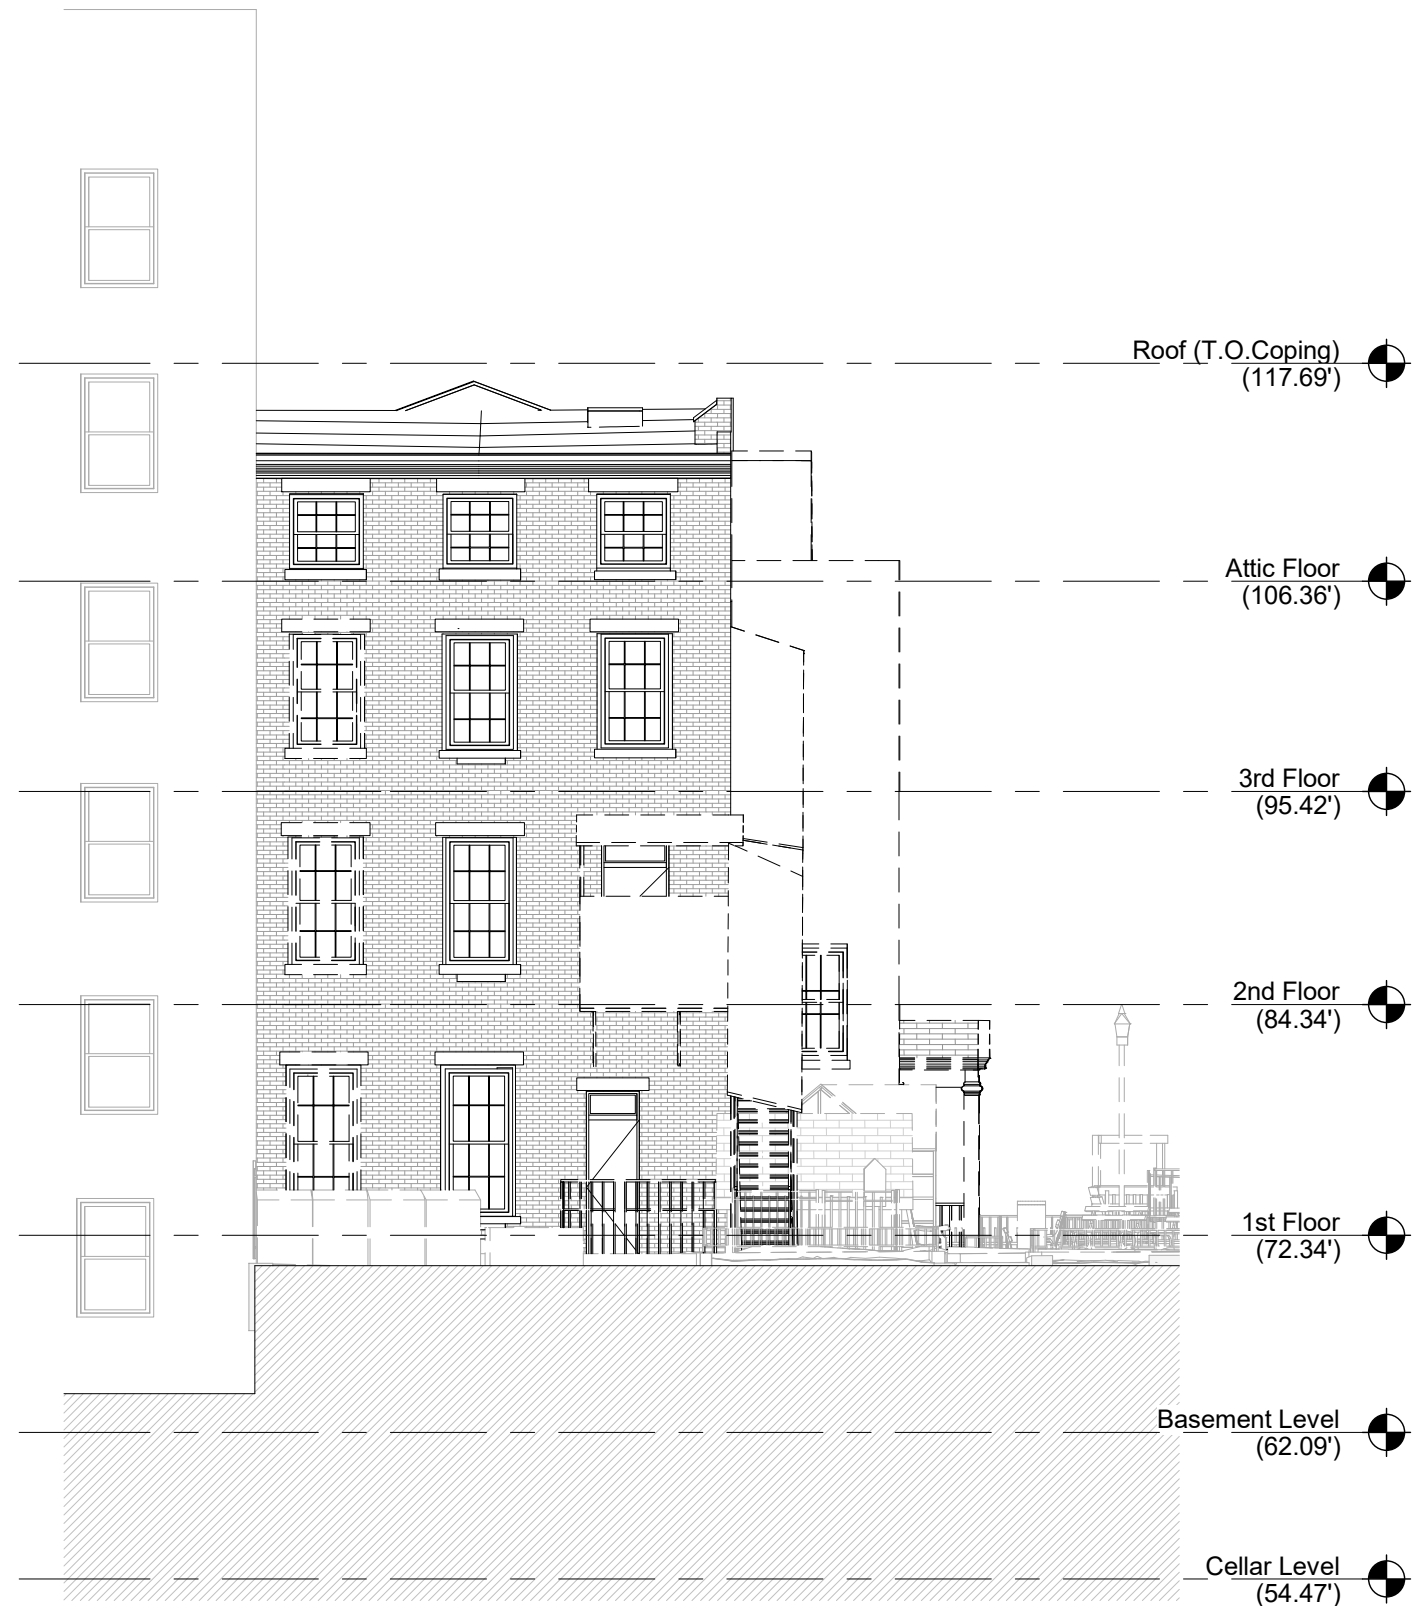 Roof (T.O.Coping)
(117.69')
Attic Floor
(106.36')
3rd Floor
(95.42')
2nd Floor
(84.34')
1st Floor
(72.34')
Basement Level
(62.09')
Cellar Level
(54.47')